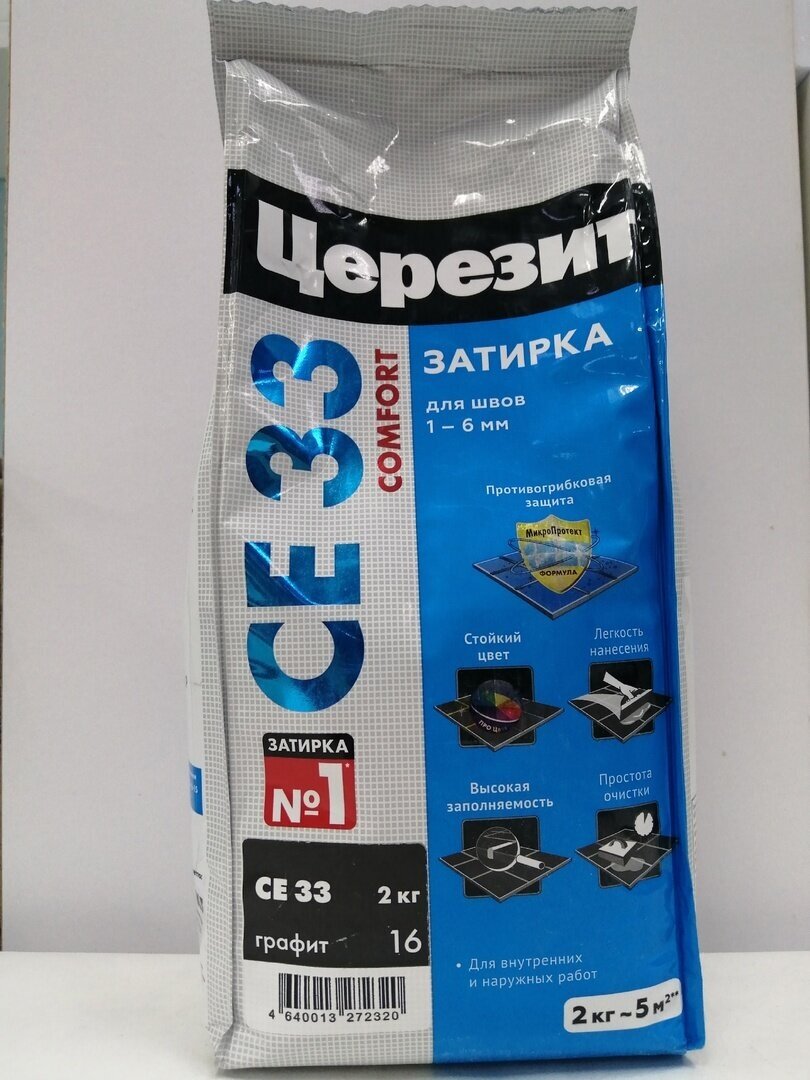 Церезит
CE 33
COMFORT
ЗАТИРКА
для швов
1 – 6 мм
Противогрибковая
защита
МикроПротект
ФОРМУЛА
Стойкий
цвет
Легкость
нанесения
ПРО ЦВЕТ
Высокая
заполняемость
Простота
очистки
ЗАТИРКА
№1*
CE 33 2 кг
графит 16
4 640013 272320
• Для внутренних
и наружных работ
2 кг ~ 5 м²**